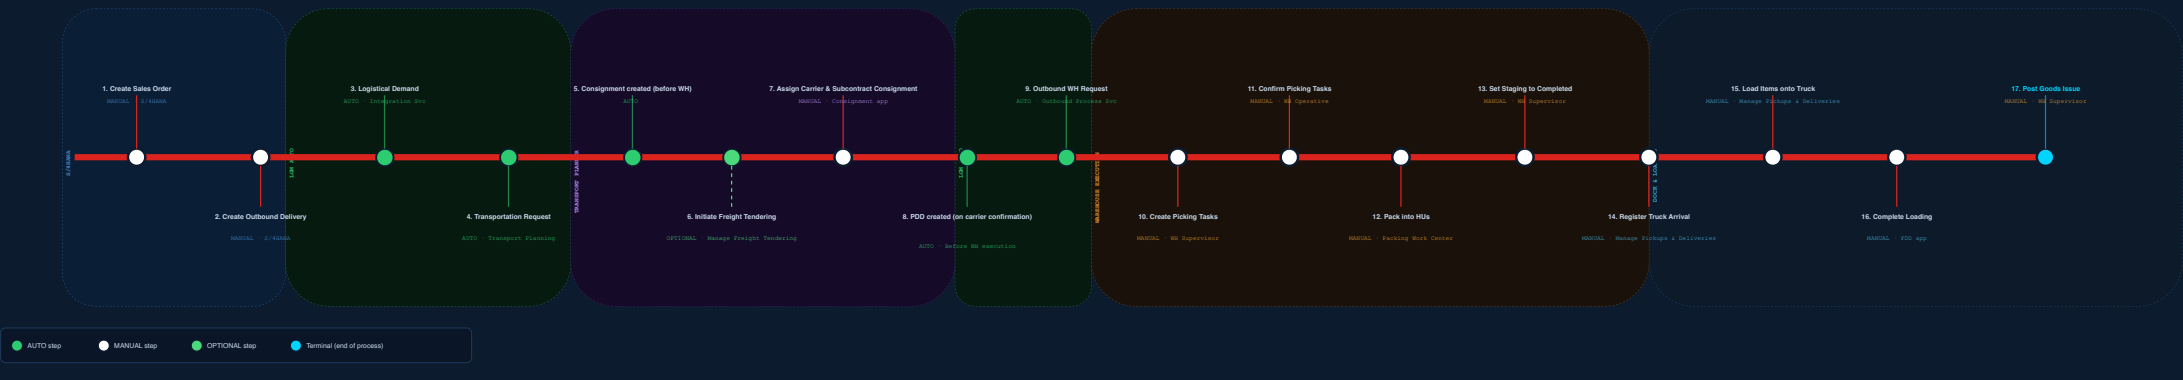 1. Create Sales Order
MANUAL · S/4HANA
3. Logistical Demand
AUTO · Integration Svc
5. Consignment created (before WH)
AUTO
7. Assign Carrier & Subcontract Consignment
MANUAL · Consignment app
9. Outbound WH Request
AUTO · Outbound Process Svc
11. Confirm Picking Tasks
MANUAL · WH Operative
13. Set Staging to Completed
MANUAL · WH Supervisor
15. Load Items onto Truck
MANUAL · Manage Pickups & Deliveries
17. Post Goods Issue
MANUAL · WH Supervisor
S/4HANA
TRANSPORT PLANNER
WAREHOUSE EXECUTION
2. Create Outbound Delivery
MANUAL · S/4HANA
4. Transportation Request
AUTO · Transport Planning
6. Initiate Freight Tendering
OPTIONAL · Manage Freight Tendering
8. PDD created (on carrier confirmation)
AUTO · Before WH execution
10. Create Picking Tasks
MANUAL · WH Supervisor
12. Pack into HUs
MANUAL · Packing Work Center
14. Register Truck Arrival
MANUAL · Manage Pickups & Deliveries
16. Complete Loading
MANUAL · PDD app
AUTO step
MANUAL step
OPTIONAL step
Terminal (end of process)